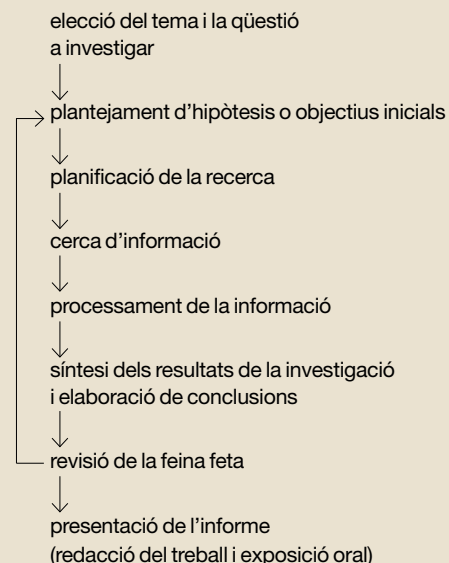 elecció del tema i la qüestió
a investigar
plantejament d’hipòtesis o objectius inicials
planificació de la recerca
cerca d’informació
processament de la informació
síntesi dels resultats de la investigació
i elaboració de conclusions
revisió de la feina feta
presentació de l’informe
(redacció del treball i exposició oral)